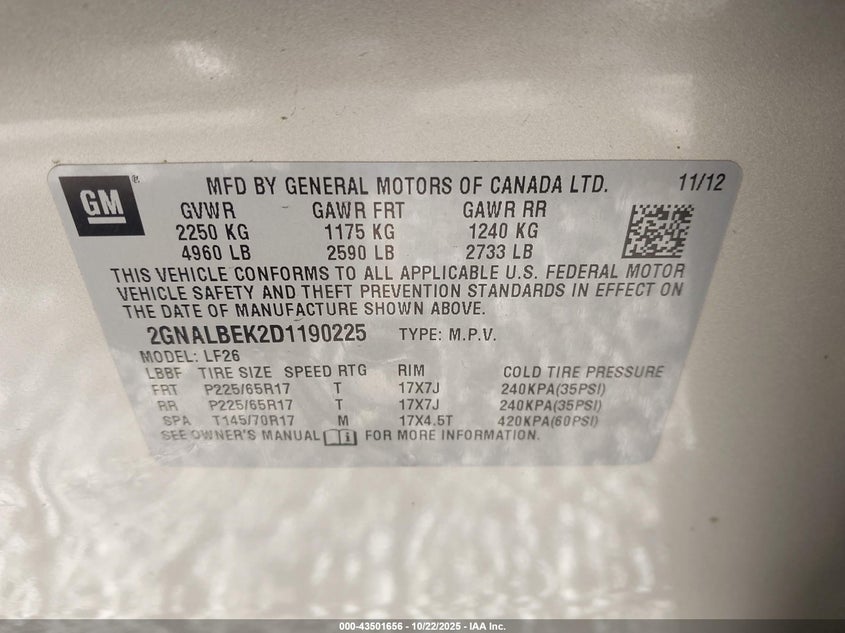 GM ®
MFD BY GENERAL MOTORS OF CANADA LTD. 11/12
GVWR GAWR FRT GAWR RR
2250 KG 1175 KG 1240 KG
4960 LB 2590 LB 2733 LB
THIS VEHICLE CONFORMS TO ALL APPLICABLE U.S. FEDERAL MOTOR
VEHICLE SAFETY AND THEFT PREVENTION STANDARDS IN EFFECT ON
THE DATE OF MANUFACTURE SHOWN ABOVE.
2GNALBEK2D1190225 TYPE: M.P.V.
MODEL: LF26
LBBF TIRE SIZE SPEED RTG RIM COLD TIRE PRESSURE
FRT P225/65R17 T 17X7J 240KPA(35PSI)
RR P225/65R17 T 17X7J 240KPA(35PSI)
SPA T145/70R17 M 17X4.5T 420KPA(60PSI)
SEE OWNER'S MANUAL FOR MORE INFORMATION.
000-43501656 - 10/22/2025 - IAA Inc.